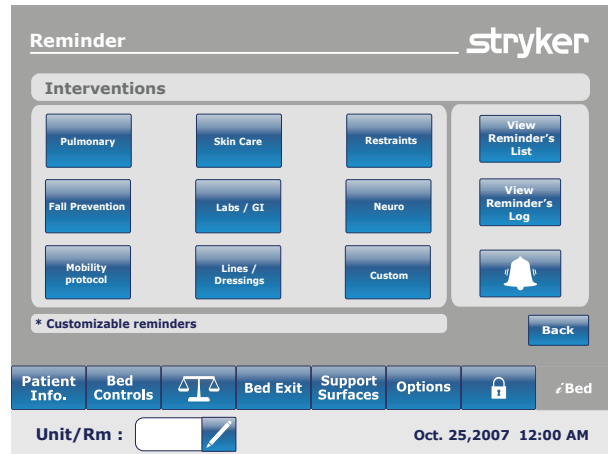 Reminder
stryker
Interventions
Pulmonary
Skin Care
Restraints
View
Reminder's
List
Fall Prevention
Labs / GI
Neuro
View
Reminder's
Log
Mobility
protocol
Lines /
Dressings
Custom
* Customizable reminders
Back
Patient
Info.
Bed
Controls
Bed Exit
Support
Surfaces
Options
iBed
Unit/Rm :
Oct. 25,2007 12:00 AM